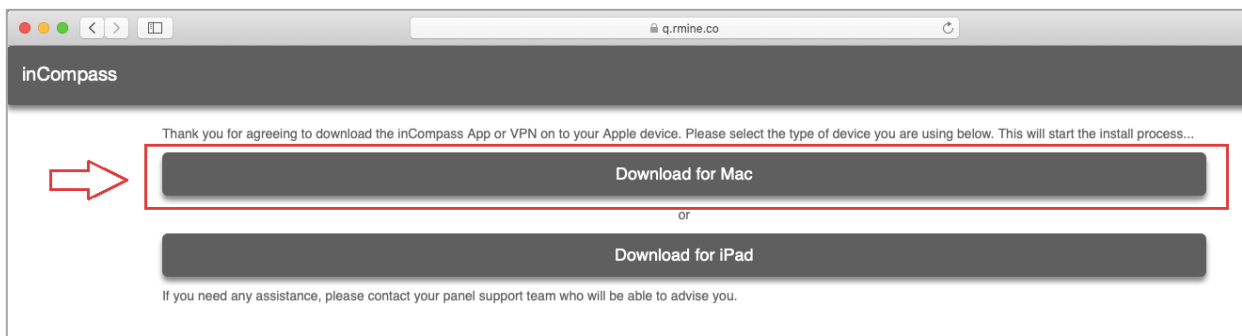 q.rmine.co
inCompass
Thank you for agreeing to download the inCompass App or VPN on to your Apple device. Please select the type of device you are using below. This will start the install process...
Download for Mac
or
Download for iPad
If you need any assistance, please contact your panel support team who will be able to advise you.